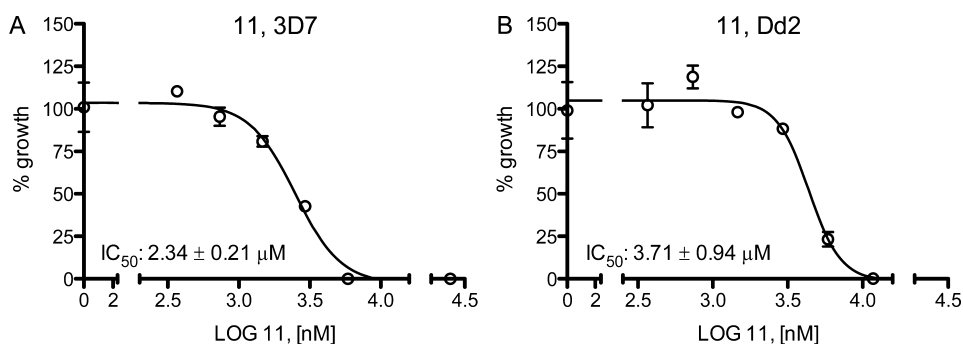 A
11, 3D7
150
125
100
75
50
25
0
% growth
IC50: 2.34 ± 0.21 μM
0 2 2.5 3.0 3.5 4.0 4.5
LOG 11, [nM]
B
11, Dd2
150
125
100
75
50
25
0
% growth
IC50: 3.71 ± 0.94 μM
0 2 2.5 3.0 3.5 4.0 4.5
LOG 11, [nM]